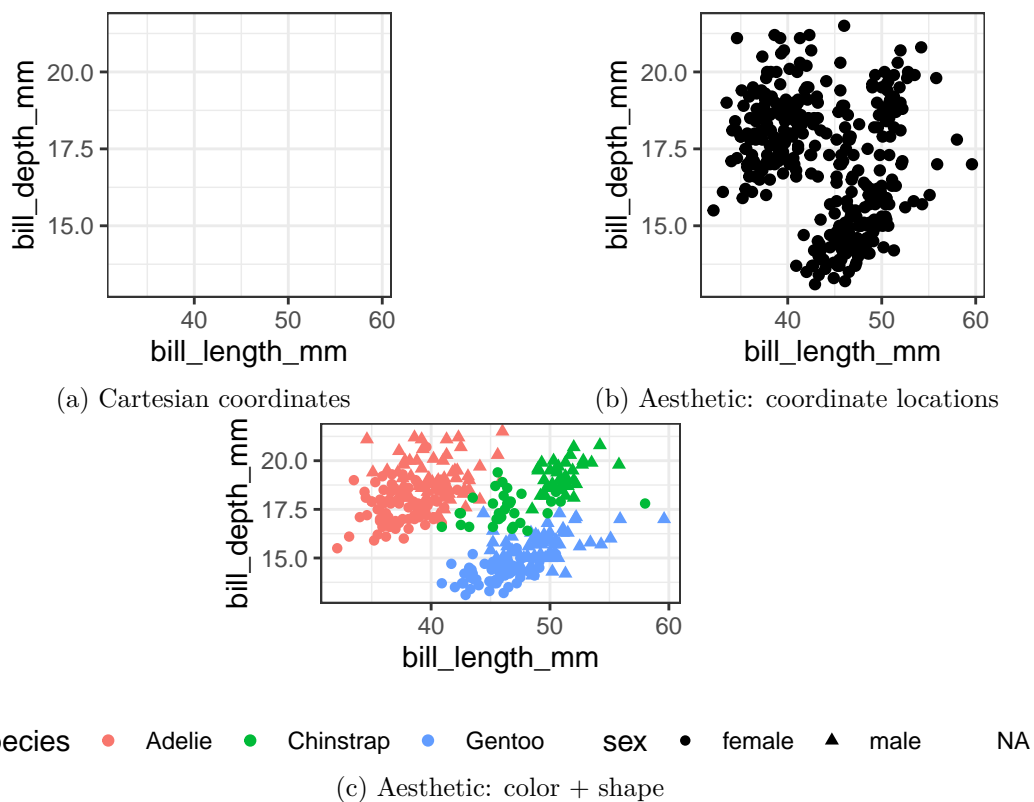 bill_depth_mm
20.0
17.5
15.0
40 50 60
bill_length_mm
(a) Cartesian coordinates
bill_depth_mm
20.0
17.5
15.0
40 50 60
bill_length_mm
(b) Aesthetic: coordinate locations
bill_depth_mm
20.0
17.5
15.0
40 50 60
bill_length_mm
pecies Adelie Chinstrap Gentoo sex female male NA
(c) Aesthetic: color + shape